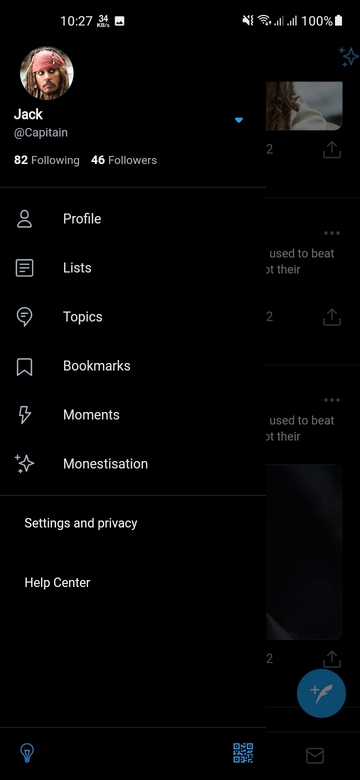 10:27 34 KB/s 100%
Jack
@Capitain
82 Following 46 Followers
2
Profile
used to beat
Lists
ot their
Topics
2
Bookmarks
Moments
used to beat
ot their
Monestisation
Settings and privacy
Help Center
2